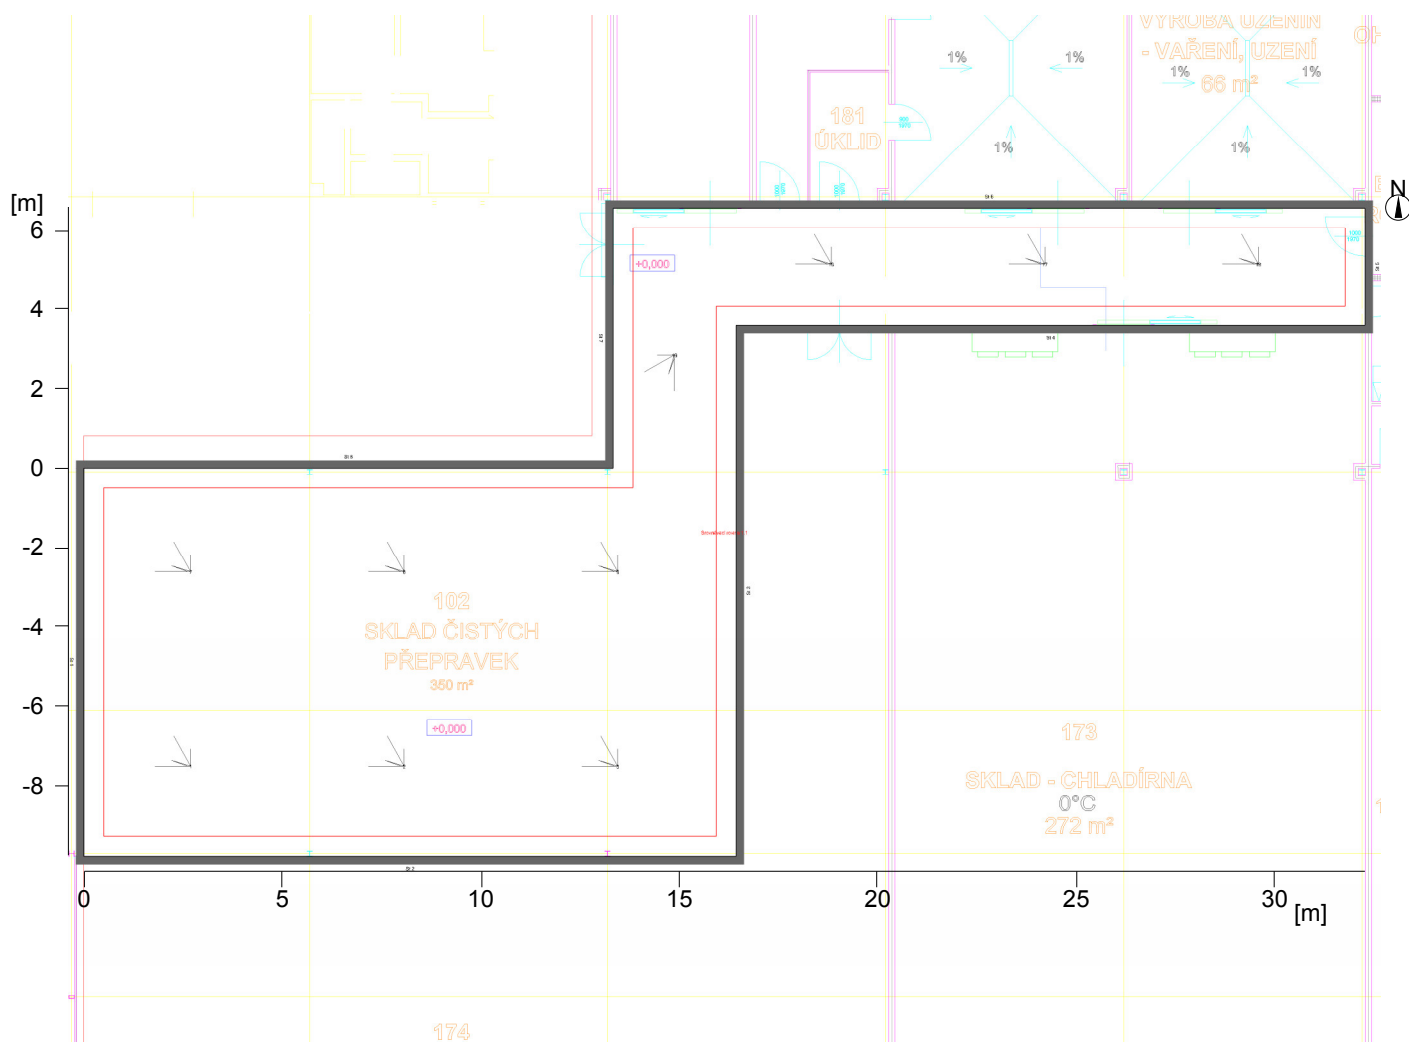 VÝROBA UZENIN
- VAŘENÍ, UZENÍ
66 m²
1%
1%
1%
1%
1%
1%
181
ÚKLID
[m]
N
6
4
2
0
-2
-4
-6
-8
+0,000
102
SKLAD ČISTÝCH
PŘEPRAVEK
350 m²
+0,000
173
SKLAD - CHLADÍRNA
0°C
272 m²
0
5
10
15
20
25
30
[m]
174